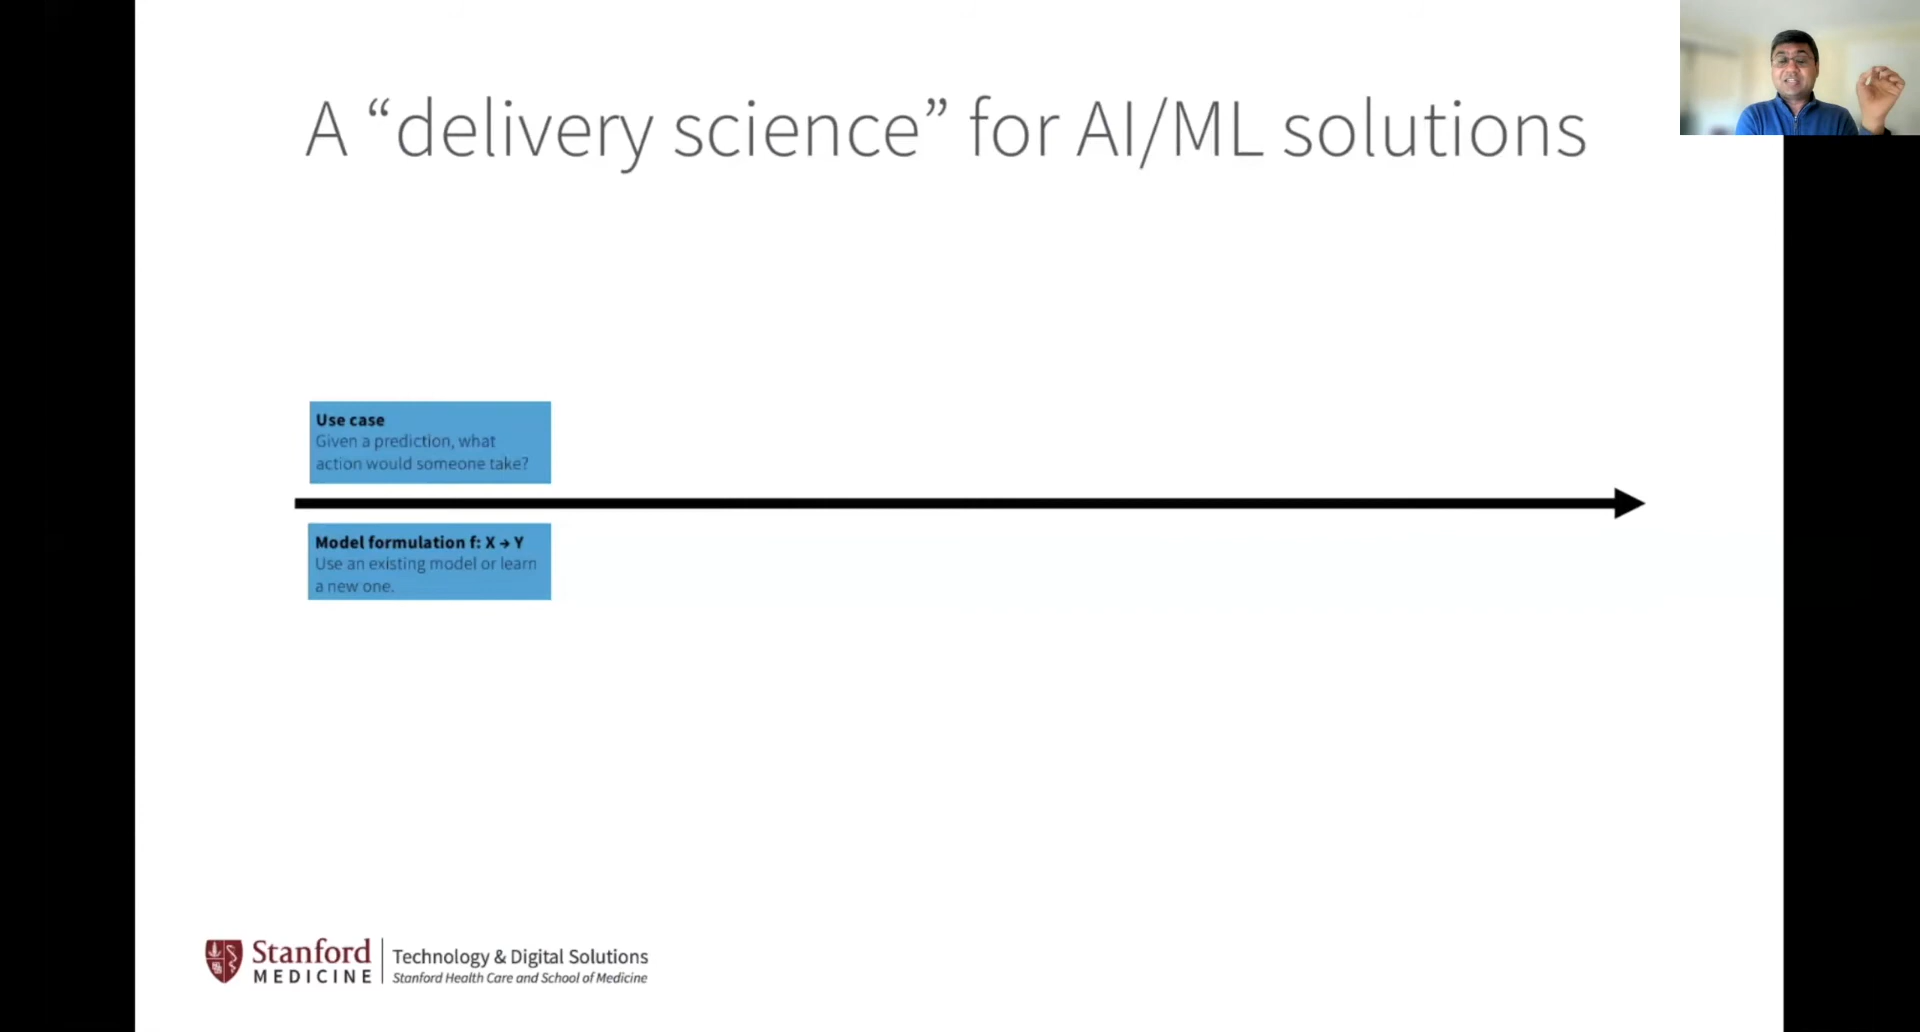 A “delivery science” for AI/ML solutions
Use case
Given a prediction, what
action would someone take?
Model formulation f: X → Y
Use an existing model or learn
a new one.
Stanford
MEDICINE
Technology & Digital Solutions
Stanford Health Care and School of Medicine